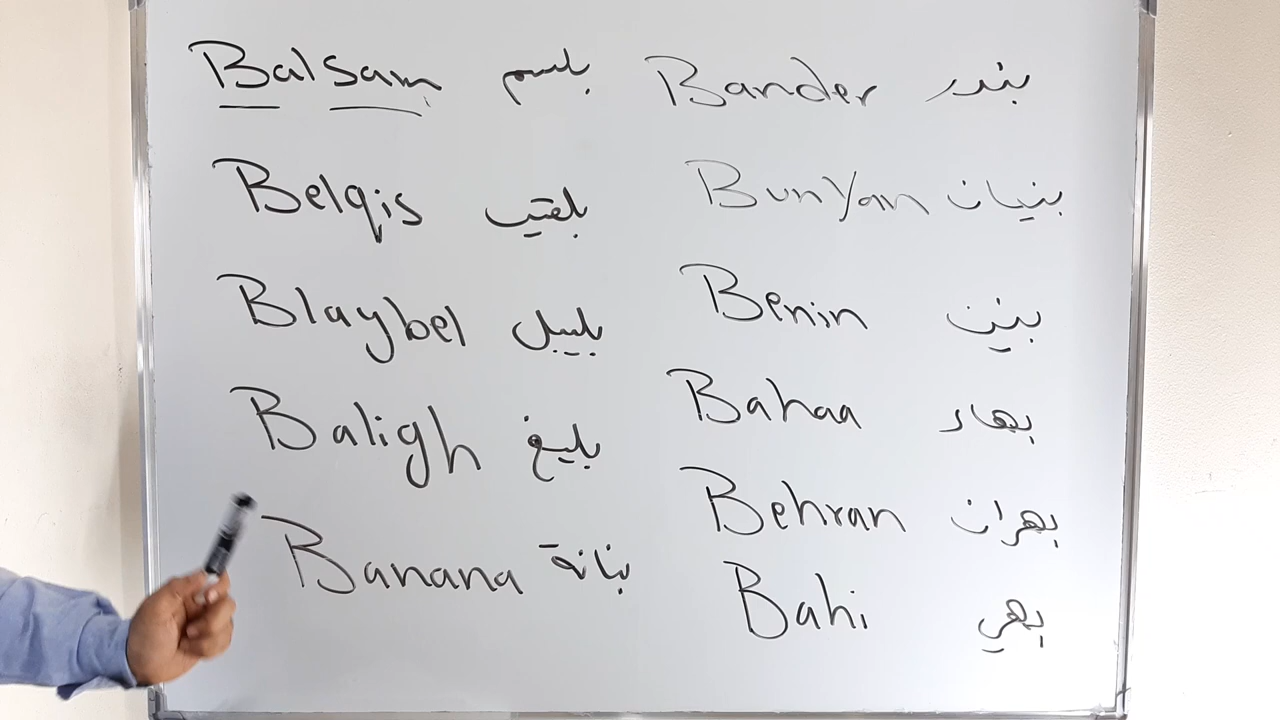 Balsam بلسم
Belqis بلقيس
Blaybel بليبل
Baligh بليغ
Banana بنانة
Bander بندر
BunYan بنيان
Benin بنين
Bahaa بهاء
Behran بهران
Bahi بهي